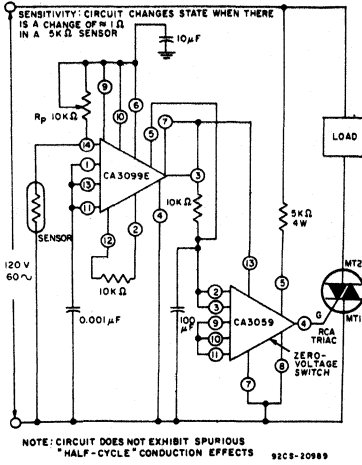 SENSITIVITY: CIRCUIT CHANGES STATE WHEN THERE
IS A CHANGE OF ≈ 1Ω
IN A 5KΩ SENSOR
10μF
RP 10KΩ
9
10
6
5
7
14
1
13
11
CA3099E
3
12
2
4
10KΩ
10KΩ
SENSOR
120V
60~
0.001μF
100
μF
LOAD
5KΩ
4W
13
5
2
3
9
10
11
CA3059
4
G
MT2
MT1
RCA
TRIAC
ZERO-
VOLTAGE
SWITCH
7
8
NOTE: CIRCUIT DOES NOT EXHIBIT SPURIOUS
"HALF-CYCLE" CONDUCTION EFFECTS
92CS-20989